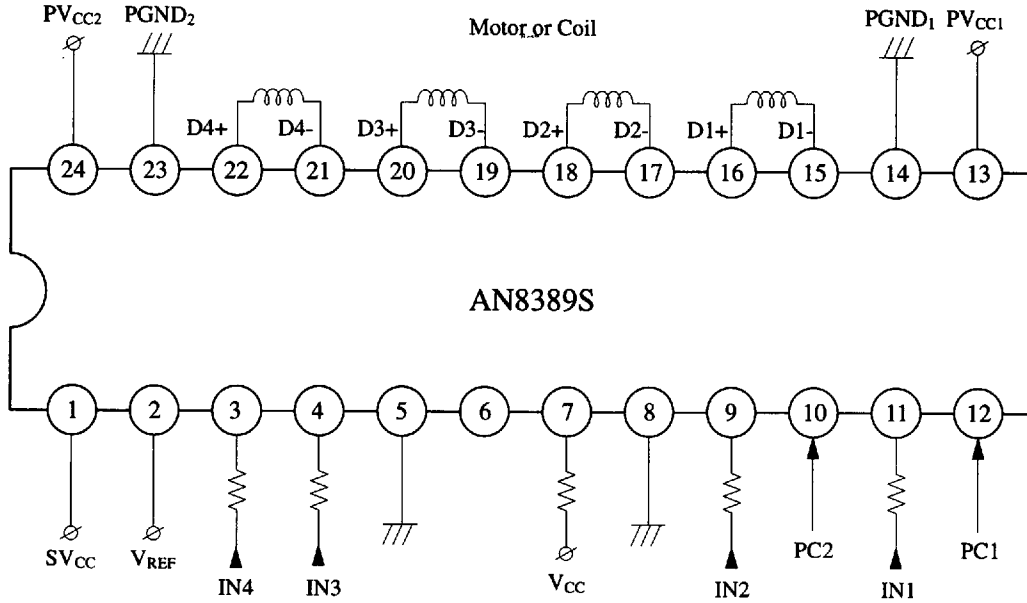 PVCC2 PGND2 Motor or Coil PGND1 PVCC1
D4+ D4- D3+ D3- D2+ D2- D1+ D1-
24 23 22 21 20 19 18 17 16 15 14 13
AN8389S
1 2 3 4 5 6 7 8 9 10 11 12
SVCC VREF IN4 IN3 VCC IN2 PC2 IN1 PC1